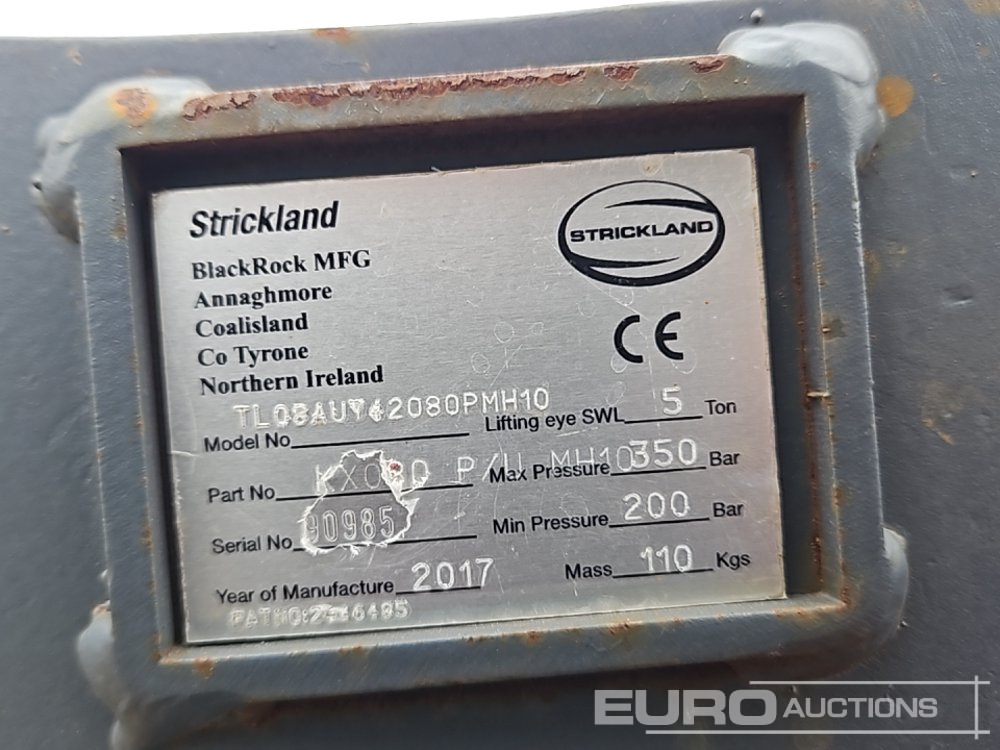 Strickland
STRICKLAND
BlackRock MFG
Annaghmore
Coalisland
Co Tyrone
Northern Ireland
CE
Model No
Lifting eye SWL 5 Ton
Part No P/U MH10
Max Pressure 350 Bar
Serial No 90985
Min Pressure 200 Bar
Year of Manufacture 2017
Mass 110 Kgs
EURO AUCTIONS